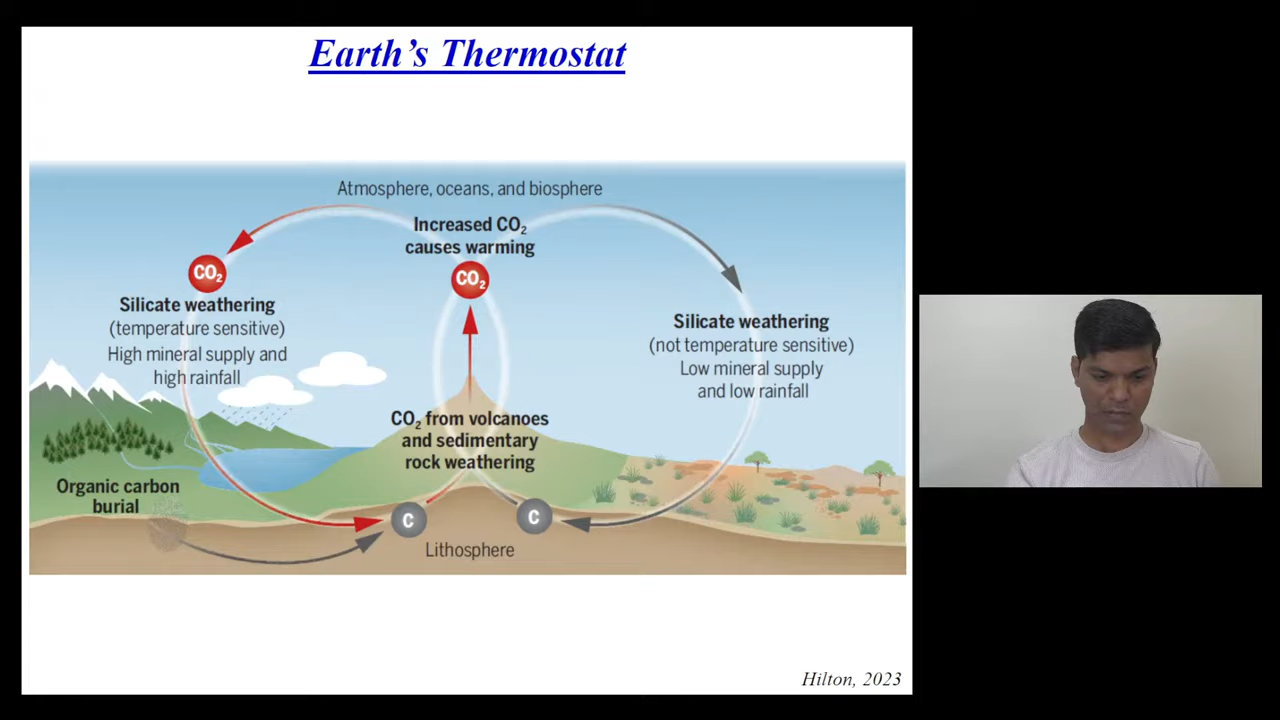 Earth's Thermostat
Atmosphere, oceans, and biosphere
Increased CO₂
causes warming
CO₂
CO₂
Silicate weathering
(temperature sensitive)
High mineral supply and
high rainfall
Silicate weathering
(not temperature sensitive)
Low mineral supply
and low rainfall
CO₂ from volcanoes
and sedimentary
rock weathering
Organic carbon
burial
C
C
Lithosphere
Hilton, 2023